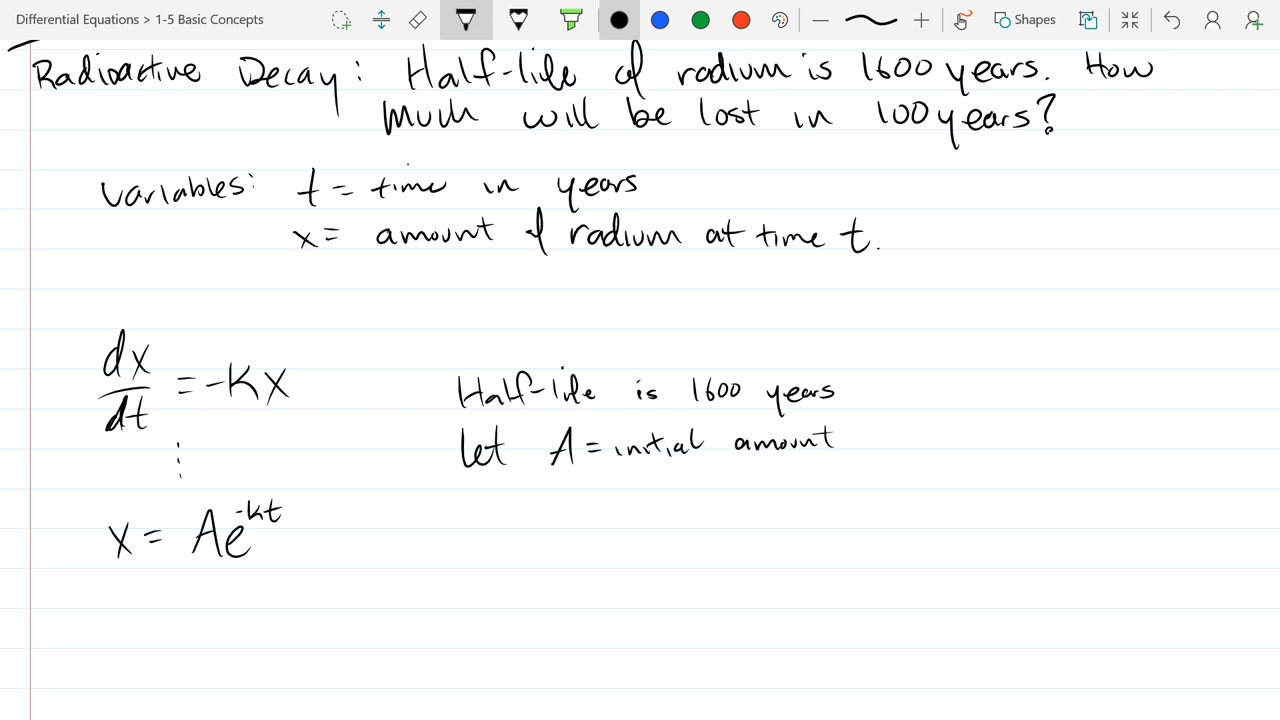 Differential Equations > 1-5 Basic Concepts
Shapes
Radioactive Decay: Half-life of radium is 1600 years. How
much will be lost in 100 years?
Variables: t = time in years
x = amount of radium at time t.
dx/dt = -kx
Half-life is 1600 years
Let A = initial amount
⋮
x = Ae^{-kt}